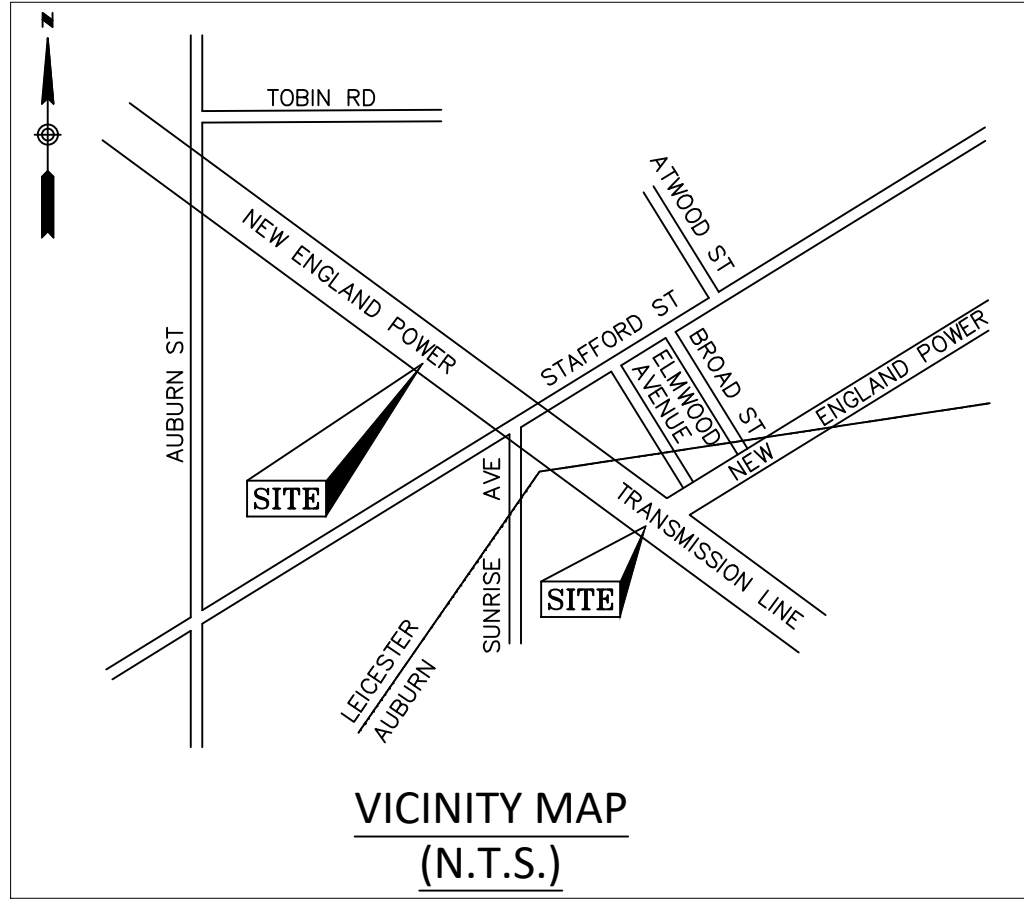 N
TOBIN RD
ATWOOD ST
NEW ENGLAND POWER
STAFFORD ST
AUBURN ST
BROAD ST
ELMWOOD
AVENUE
NEW ENGLAND POWER
SITE
SUNRISE AVE
TRANSMISSION LINE
SITE
LEICESTER
AUBURN
VICINITY MAP
(N.T.S.)